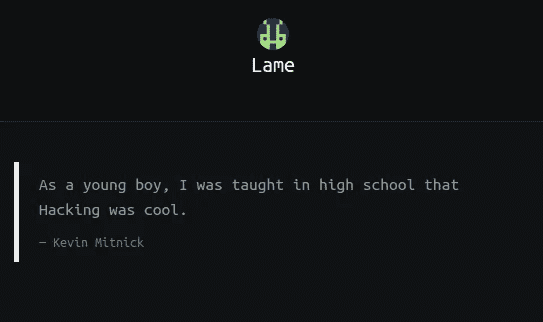 Lame
As a young boy, I was taught in high school that
Hacking was cool.
— Kevin Mitnick